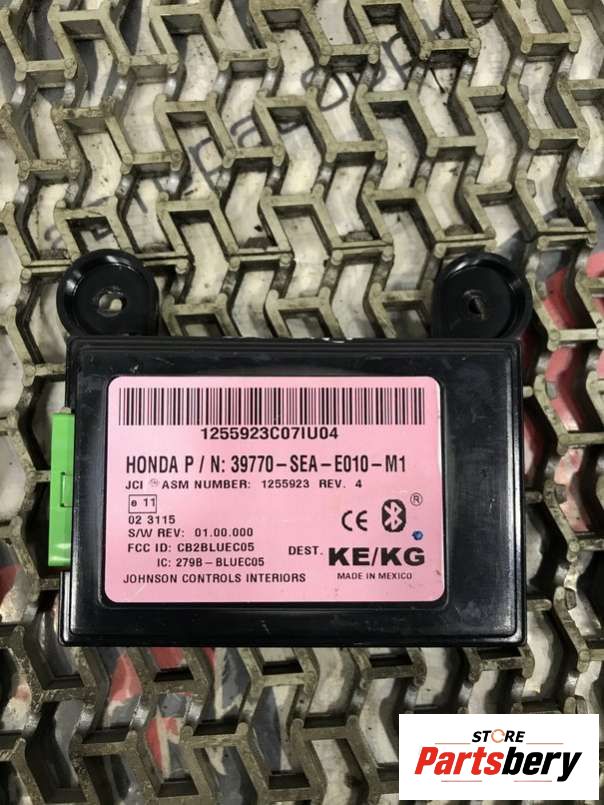 1255923C07IU04
HONDA P / N: 39770-SEA-E010-M1
JCI ASM NUMBER: 1255923 REV. 4
e 11
02 3115
S/W REV: 01.00.000
FCC ID: CB2BLUEC05
IC: 279B-BLUEC05
JOHNSON CONTROLS INTERIORS
CE
®
DEST. KE/KG
MADE IN MEXICO
STORE
Partsbery